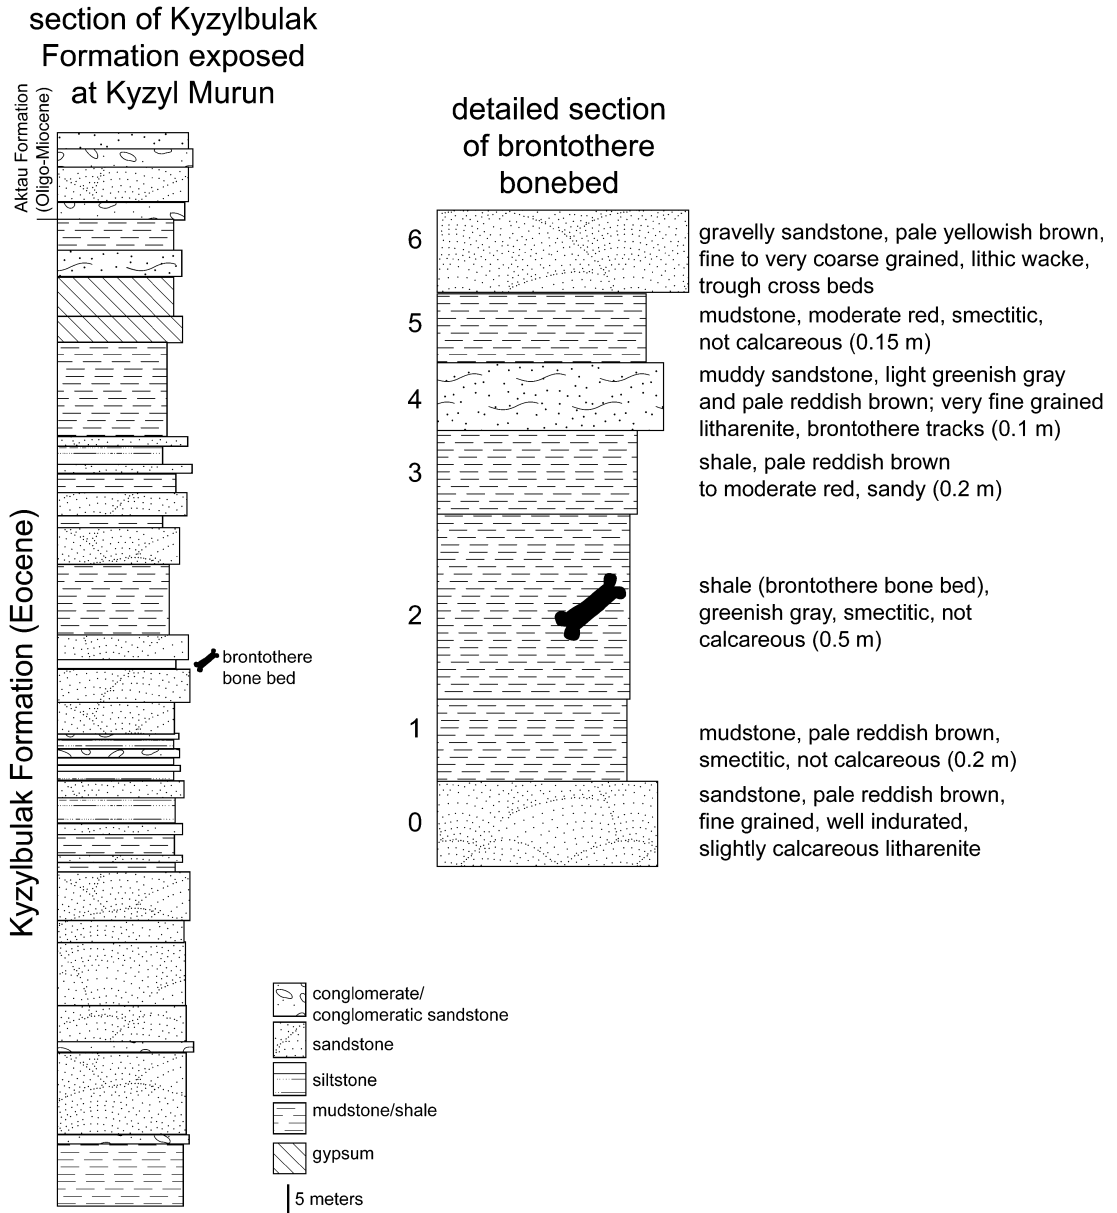 section of Kyzylbulak
Formation exposed
at Kyzyl Murun
Aktau Formation
(Oligo-Miocene)
Kyzylbulak Formation (Eocene)
brontothere
bone bed
detailed section
of brontothere
bonebed
6
gravelly sandstone, pale yellowish brown,
fine to very coarse grained, lithic wacke,
trough cross beds
5
mudstone, moderate red, smectitic,
not calcareous (0.15 m)
4
muddy sandstone, light greenish gray
and pale reddish brown; very fine grained
litharenite, brontothere tracks (0.1 m)
3
shale, pale reddish brown
to moderate red, sandy (0.2 m)
2
shale (brontothere bone bed),
greenish gray, smectitic, not
calcareous (0.5 m)
1
mudstone, pale reddish brown,
smectitic, not calcareous (0.2 m)
0
sandstone, pale reddish brown,
fine grained, well indurated,
slightly calcareous litharenite
conglomerate/
conglomeratic sandstone
sandstone
siltstone
mudstone/shale
gypsum
5 meters